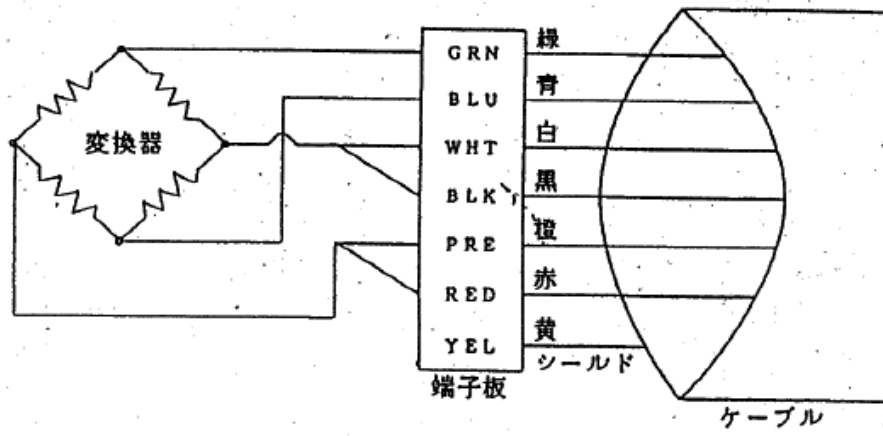 変換器
GRN
BLU
WHT
BLK
PRE
RED
YEL
端子板
緑
青
白
黒
橙
赤
黄
シールド
ケーブル